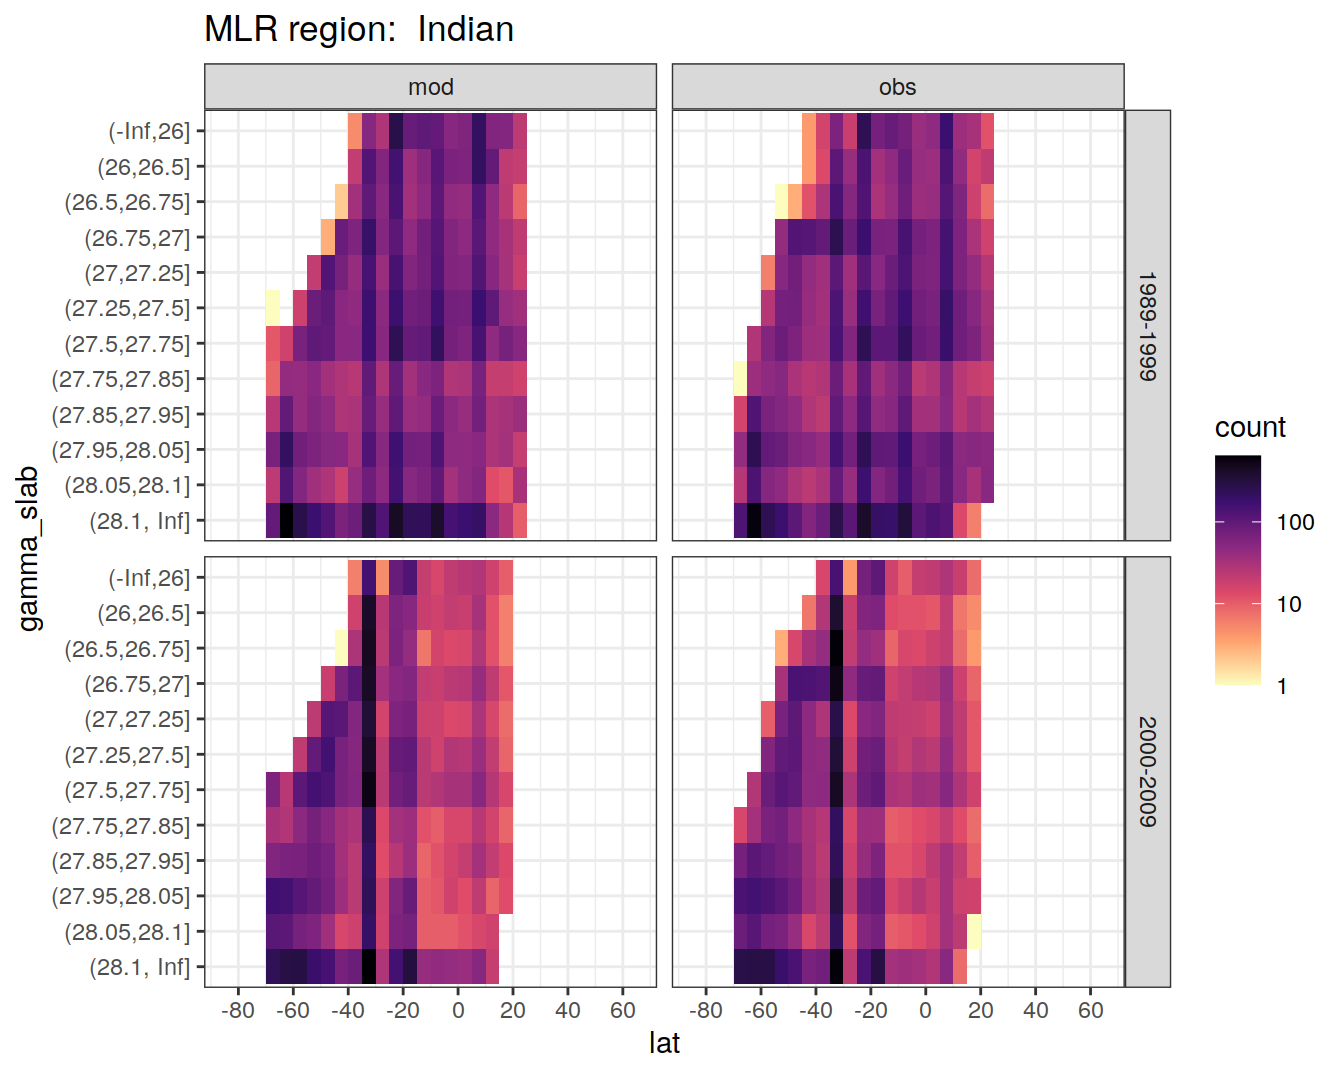 MLR region:  Indian
mod
obs
(-Inf,26]
(26,26.5]
(26.5,26.75]
(26.75,27]
(27,27.25]
(27.25,27.5]
(27.5,27.75]
(27.75,27.85]
(27.85,27.95]
(27.95,28.05]
(28.05,28.1]
(28.1, Inf]
1989-1999
(-Inf,26]
(26,26.5]
(26.5,26.75]
(26.75,27]
(27,27.25]
(27.25,27.5]
(27.5,27.75]
(27.75,27.85]
(27.85,27.95]
(27.95,28.05]
(28.05,28.1]
(28.1, Inf]
2000-2009
gamma_slab
-80 -60 -40 -20 0 20 40 60
-80 -60 -40 -20 0 20 40 60
lat
count
100
10
1